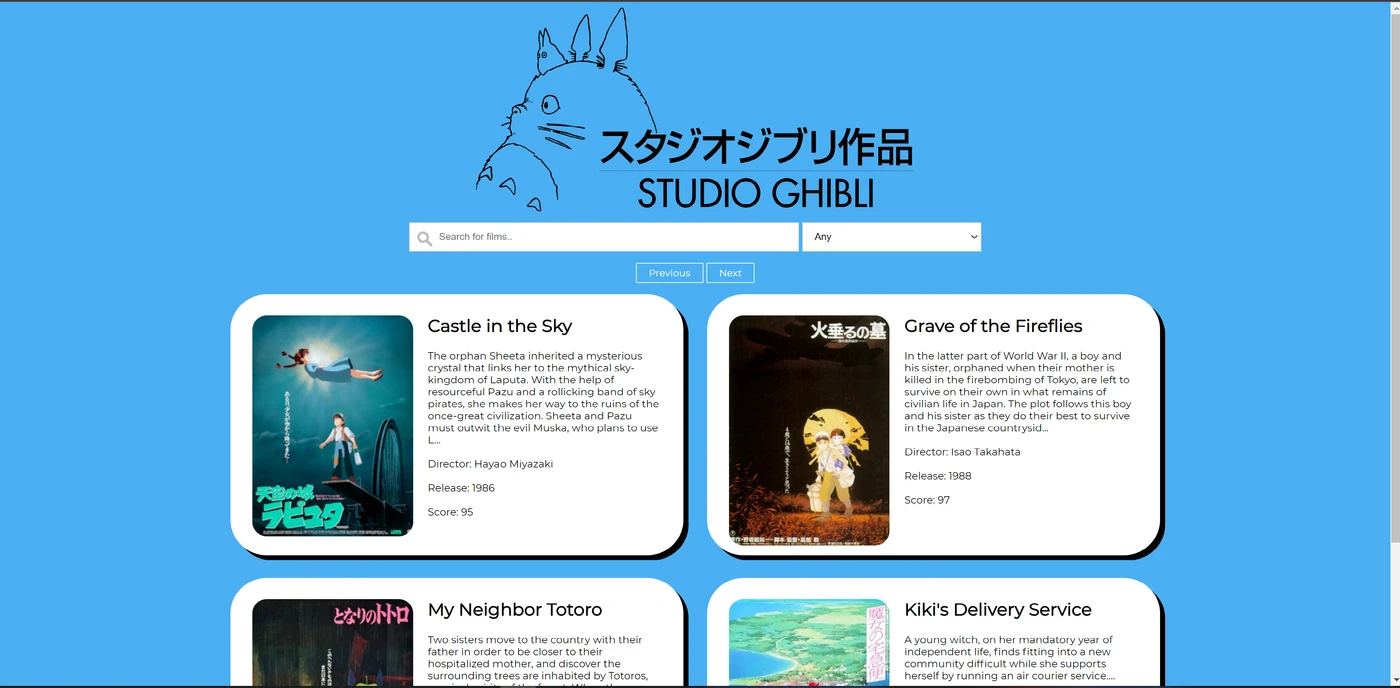 スタジオジブリ作品
STUDIO GHIBLI
Search for films..
Any
Previous
Next
Castle in the Sky
The orphan Sheeta inherited a mysterious
crystal that links her to the mythical sky-
kingdom of Laputa. With the help of
resourceful Pazu and a rollicking band of sky
pirates, she makes her way to the ruins of the
once-great civilization. Sheeta and Pazu
must outwit the evil Muska, who plans to use
L...
Director: Hayao Miyazaki
Release: 1986
Score: 95
天空の城
ラピュタ
Grave of the Fireflies
In the latter part of World War II, a boy and
his sister, orphaned when their mother is
killed in the firebombing of Tokyo, are left to
survive on their own in what remains of
civilian life in Japan. The plot follows this boy
and his sister as they do their best to survive
in the Japanese countrysid...
Director: Isao Takahata
Release: 1988
Score: 97
火垂るの墓
My Neighbor Totoro
Two sisters move to the country with their
father in order to be closer to their
hospitalized mother, and discover the
surrounding trees are inhabited by Totoros,
となりのトトロ
Kiki's Delivery Service
A young witch, on her mandatory year of
independent life, finds fitting into a new
community difficult while she supports
herself by running an air courier service....
魔女の宅急便